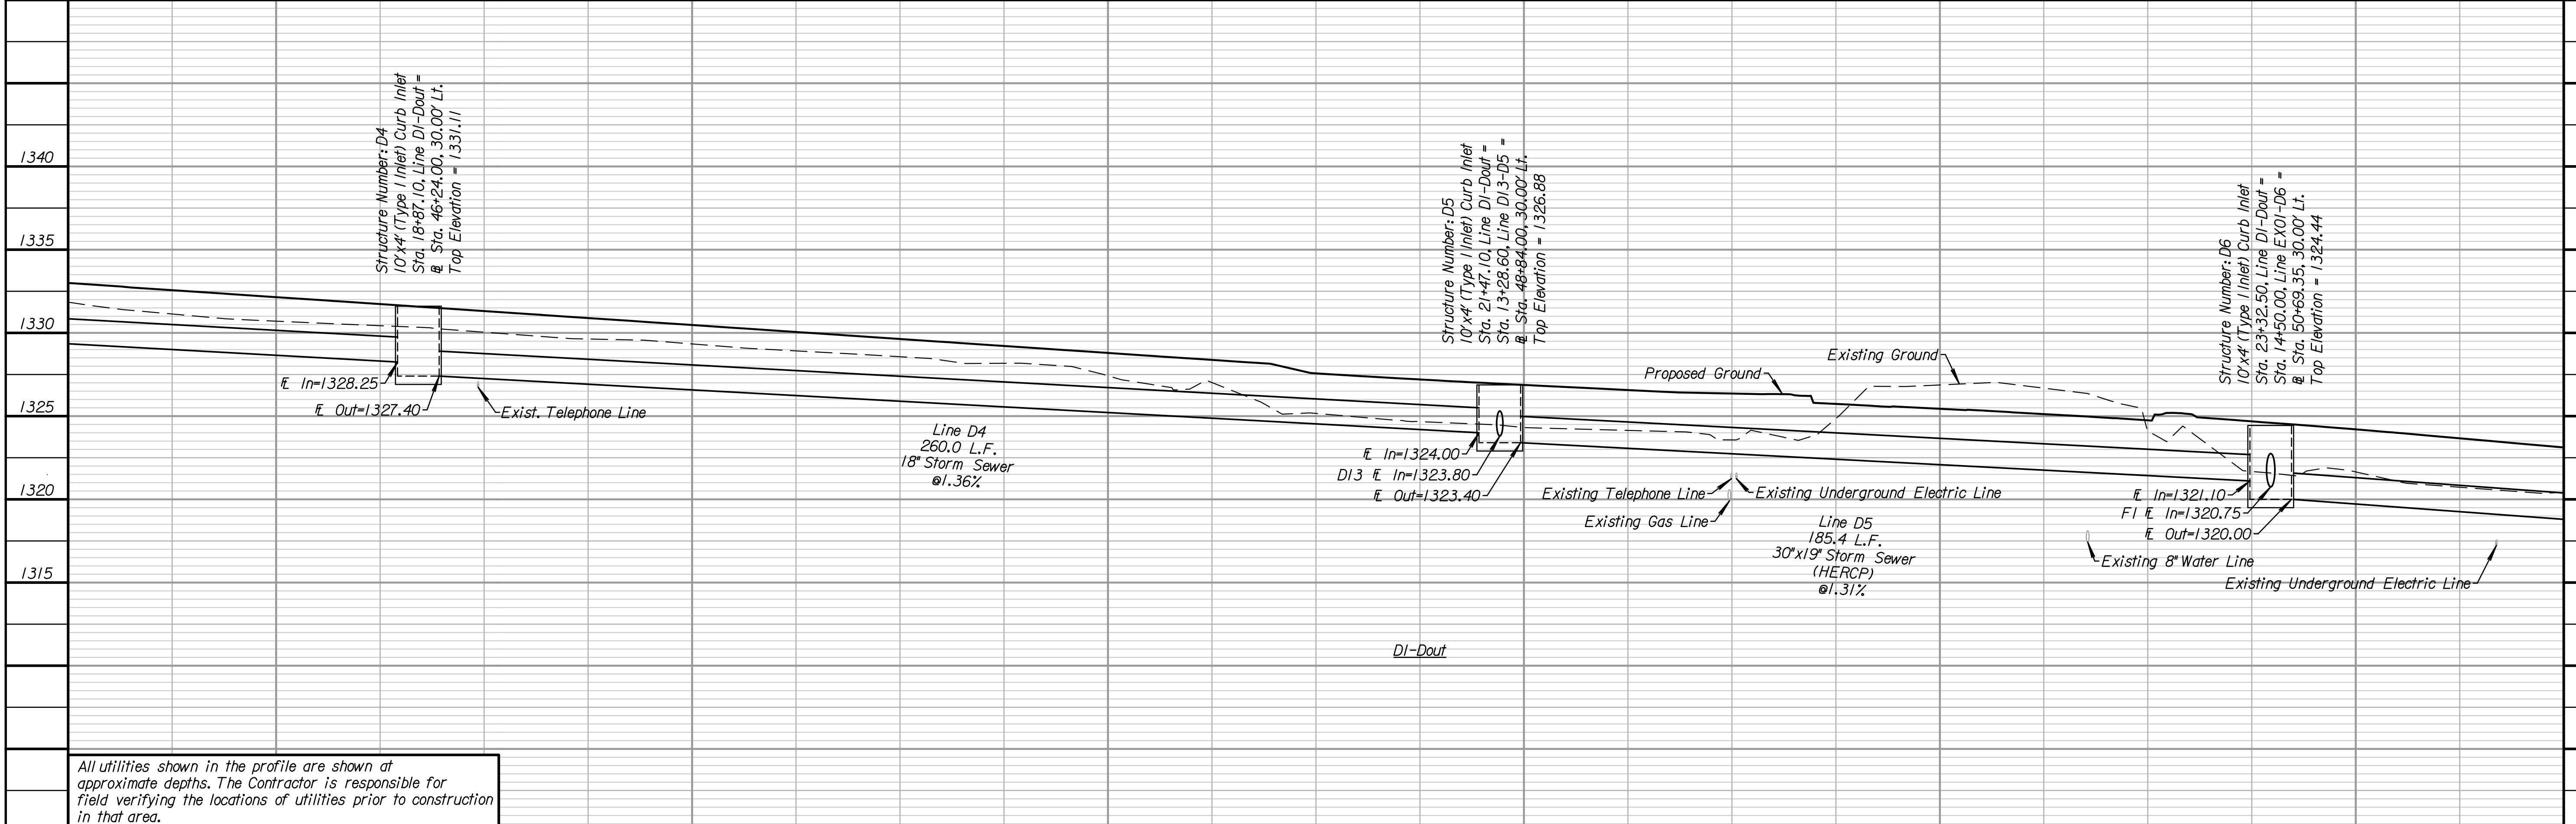 1340
1335
1330
1325
1320
1315
Structure Number: D4
10'x4' (Type I Inlet) Curb Inlet
Sta. 18+87.10, Line D1-Dout =
℄ Sta. 46+24.00, 30.00' Lt.
Top Elevation = 1331.11
℄ In=1328.25
℄ Out=1327.40
Exist. Telephone Line
Line D4
260.0 L.F.
18" Storm Sewer
@1.36%
Structure Number: D5
10'x4' (Type I Inlet) Curb Inlet
Sta. 21+47.10, Line D1-Dout =
Sta. 13+28.60, Line D13-D5 =
℄ Sta. 48+84.00, 30.00' Lt.
Top Elevation = 1326.88
℄ In=1324.00
D13 ℄ In=1323.80
℄ Out=1323.40
Proposed Ground
Existing Ground
Existing Telephone Line
Existing Underground Electric Line
Existing Gas Line
Line D5
185.4 L.F.
30"x19" Storm Sewer
(HERCP)
@1.31%
Structure Number: D6
10'x4' (Type I Inlet) Curb Inlet
Sta. 23+32.50, Line D1-Dout =
Sta. 14+50.00, Line EX01-D6 =
℄ Sta. 50+69.35, 30.00' Lt.
Top Elevation = 1324.44
℄ In=1321.10
F1 ℄ In=1320.75
℄ Out=1320.00
Existing 8" Water Line
Existing Underground Electric Line
D1-Dout
All utilities shown in the profile are shown at
approximate depths. The Contractor is responsible for
field verifying the locations of utilities prior to construction
in that area.